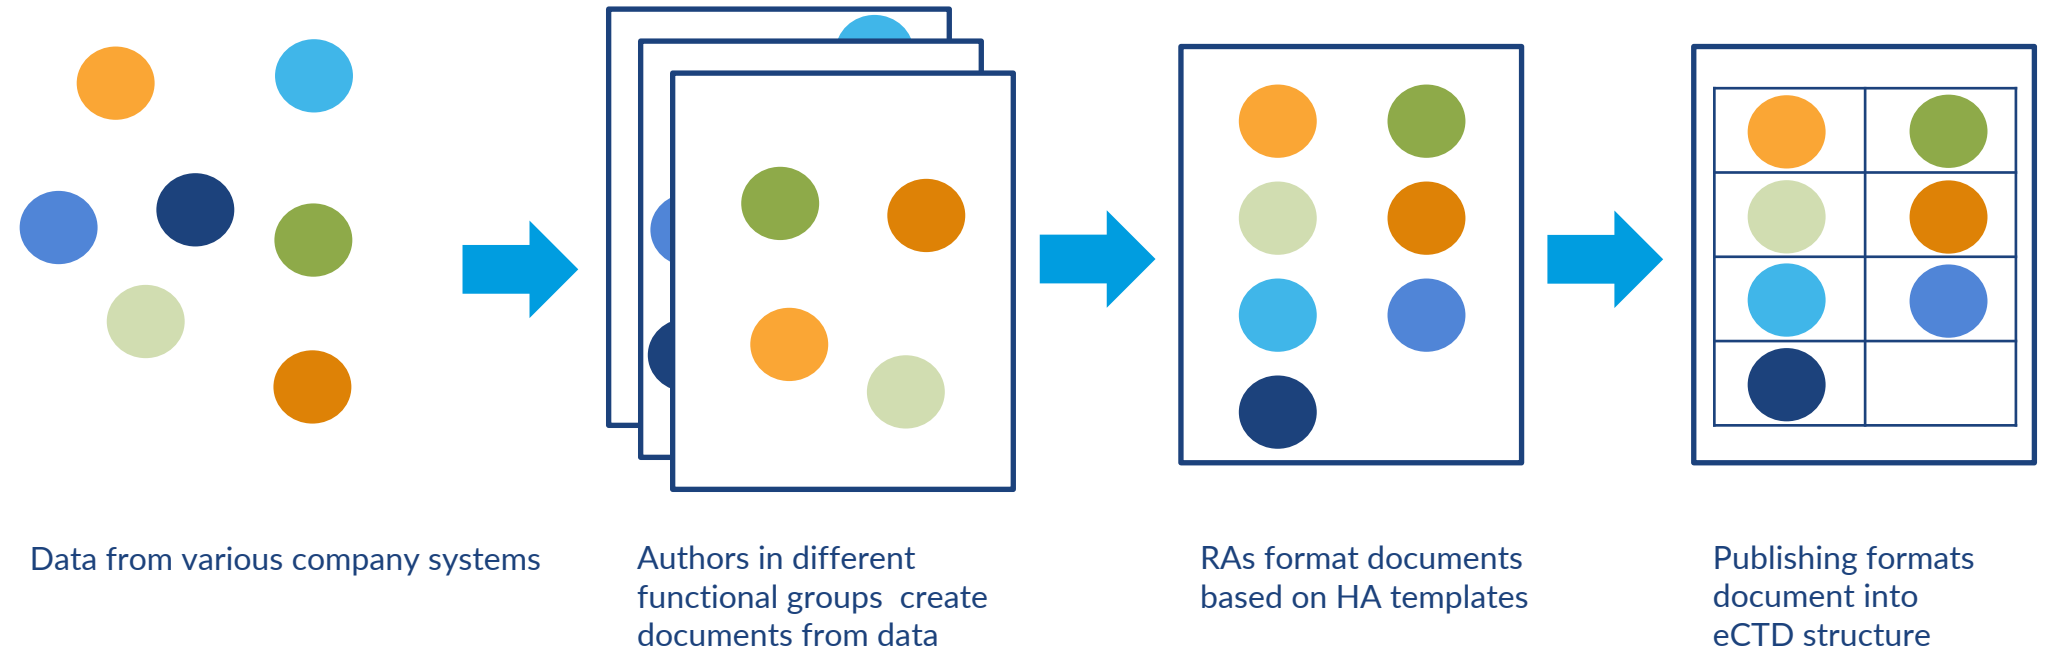 Data from various company systems
Authors in different
functional groups  create
documents from data
RAs format documents
based on HA templates
Publishing formats
document into
eCTD structure